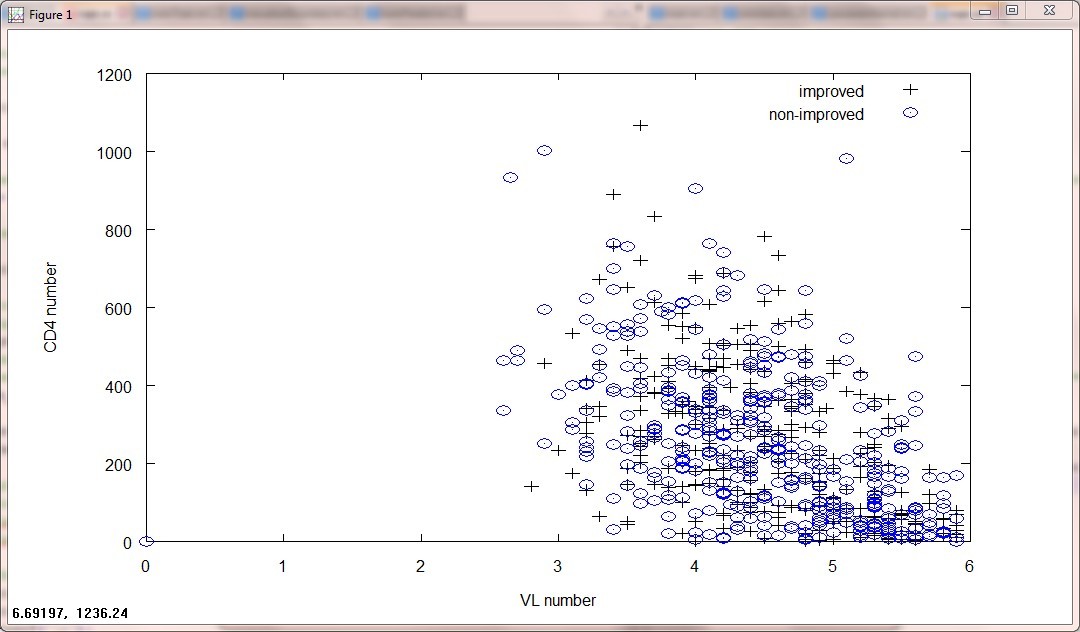 Figure 1
1200
1000
800
600
400
200
0
0 1 2 3 4 5 6
CD4 number
VL number
improved
non-improved
6.69197, 1236.24